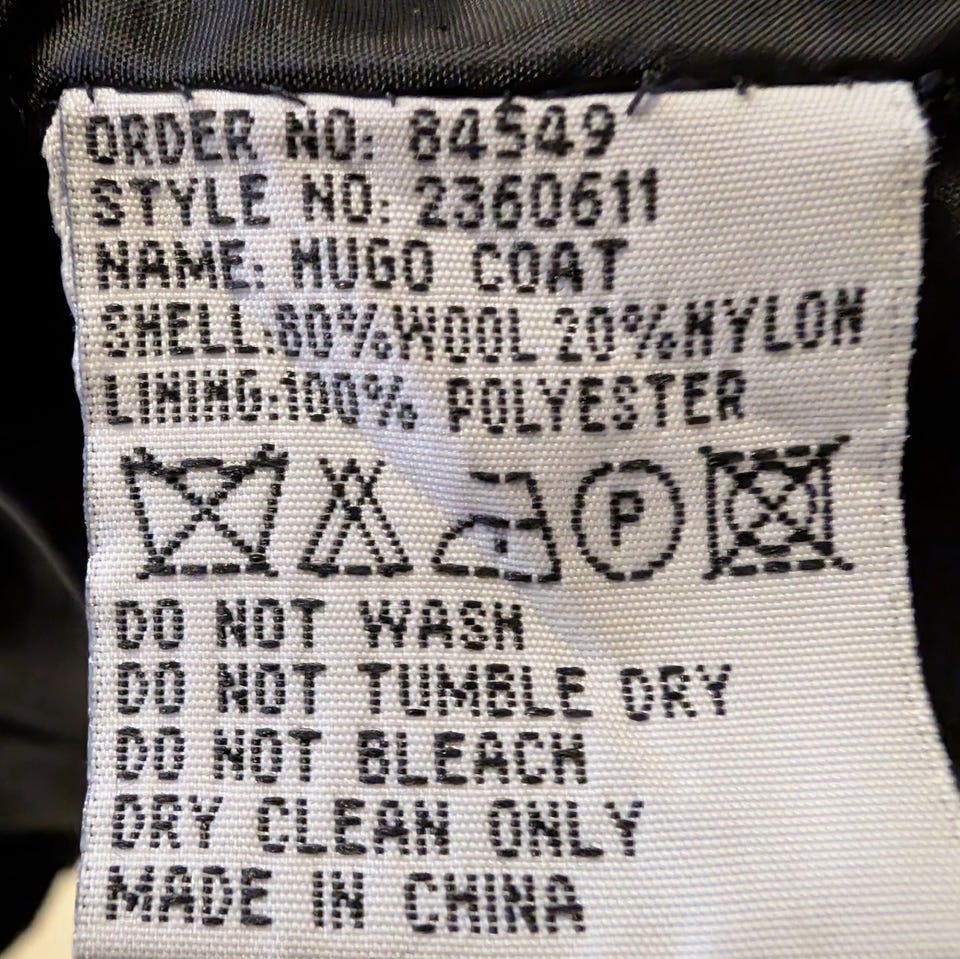 ORDER NO: 84549
STYLE NO: 2360611
NAME: HUGO COAT
SHELL:80%WOOL 20%NYLON
LINING:100% POLYESTER
P
DO NOT WASH
DO NOT TUMBLE DRY
DO NOT BLEACH
DRY CLEAN ONLY
MADE IN CHINA